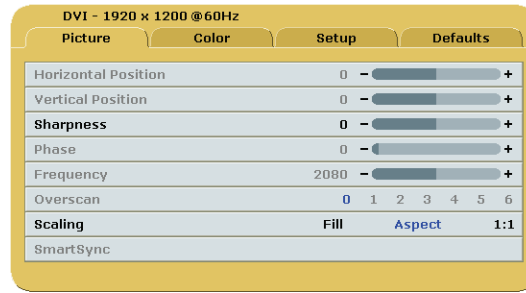 DVI - 1920 x 1200 @60Hz
Picture Color Setup Defaults
Horizontal Position 0 - +
Vertical Position 0 - +
Sharpness 0 - +
Phase 0 - +
Frequency 2080 - +
Overscan 0 1 2 3 4 5 6
Scaling Fill Aspect 1:1
SmartSync